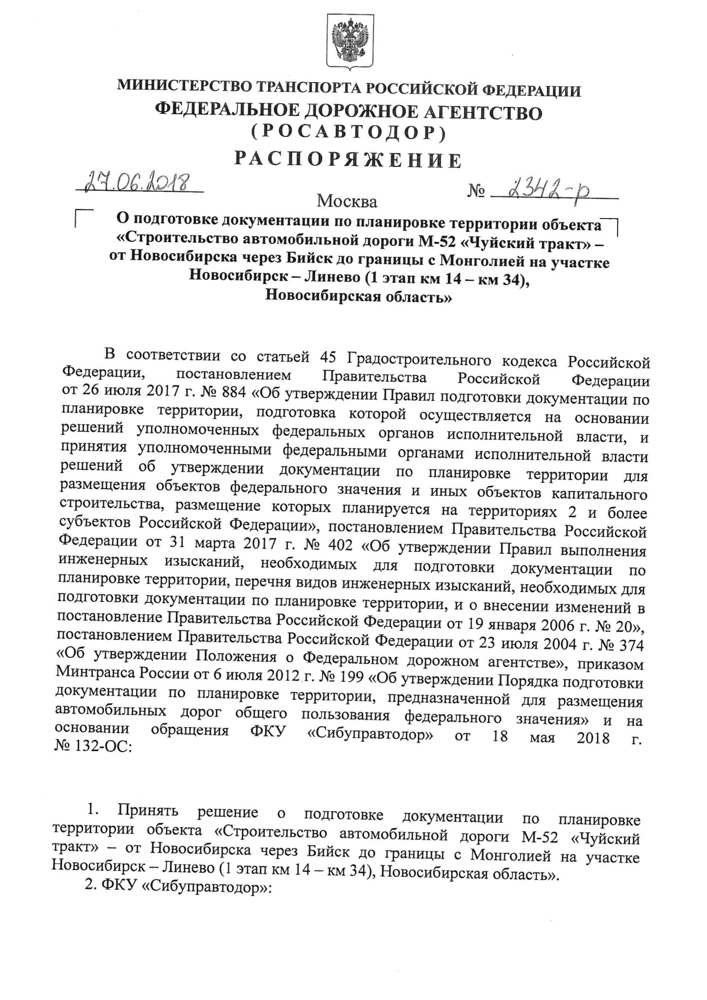 МИНИСТЕРСТВО ТРАНСПОРТА РОССИЙСКОЙ ФЕДЕРАЦИИ
ФЕДЕРАЛЬНОЕ ДОРОЖНОЕ АГЕНТСТВО
(РОСАВТОДОР)
РАСПОРЯЖЕНИЕ
27.06.2018
№ 2342-р
Москва
О подготовке документации по планировке территории объекта
«Строительство автомобильной дороги М-52 «Чуйский тракт» –
от Новосибирска через Бийск до границы с Монголией на участке
Новосибирск – Линево (1 этап км 14 – км 34),
Новосибирская область»
В соответствии со статьей 45 Градостроительного кодекса Российской
Федерации, постановлением Правительства Российской Федерации
от 26 июля 2017 г. № 884 «Об утверждении Правил подготовки документации по
планировке территории, подготовка которой осуществляется на основании
решений уполномоченных федеральных органов исполнительной власти, и
принятия уполномоченными федеральными органами исполнительной власти
решений об утверждении документации по планировке территории для
размещения объектов федерального значения и иных объектов капитального
строительства, размещение которых планируется на территориях 2 и более
субъектов Российской Федерации», постановлением Правительства Российской
Федерации от 31 марта 2017 г. № 402 «Об утверждении Правил выполнения
инженерных изысканий, необходимых для подготовки документации по
планировке территории, перечня видов инженерных изысканий, необходимых для
подготовки документации по планировке территории, и о внесении изменений в
постановление Правительства Российской Федерации от 19 января 2006 г. № 20»,
постановлением Правительства Российской Федерации от 23 июля 2004 г. № 374
«Об утверждении Положения о Федеральном дорожном агентстве», приказом
Минтранса России от 6 июля 2012 г. № 199 «Об утверждении Порядка подготовки
документации по планировке территории, предназначенной для размещения
автомобильных дорог общего пользования федерального значения» и на
основании обращения ФКУ «Сибуправтодор» от 18 мая 2018 г.
№ 132-ОС:
1. Принять решение о подготовке документации по планировке
территории объекта «Строительство автомобильной дороги М-52 «Чуйский
тракт» – от Новосибирска через Бийск до границы с Монголией на участке
Новосибирск – Линево (1 этап км 14 – км 34), Новосибирская область».
2. ФКУ «Сибуправтодор»: